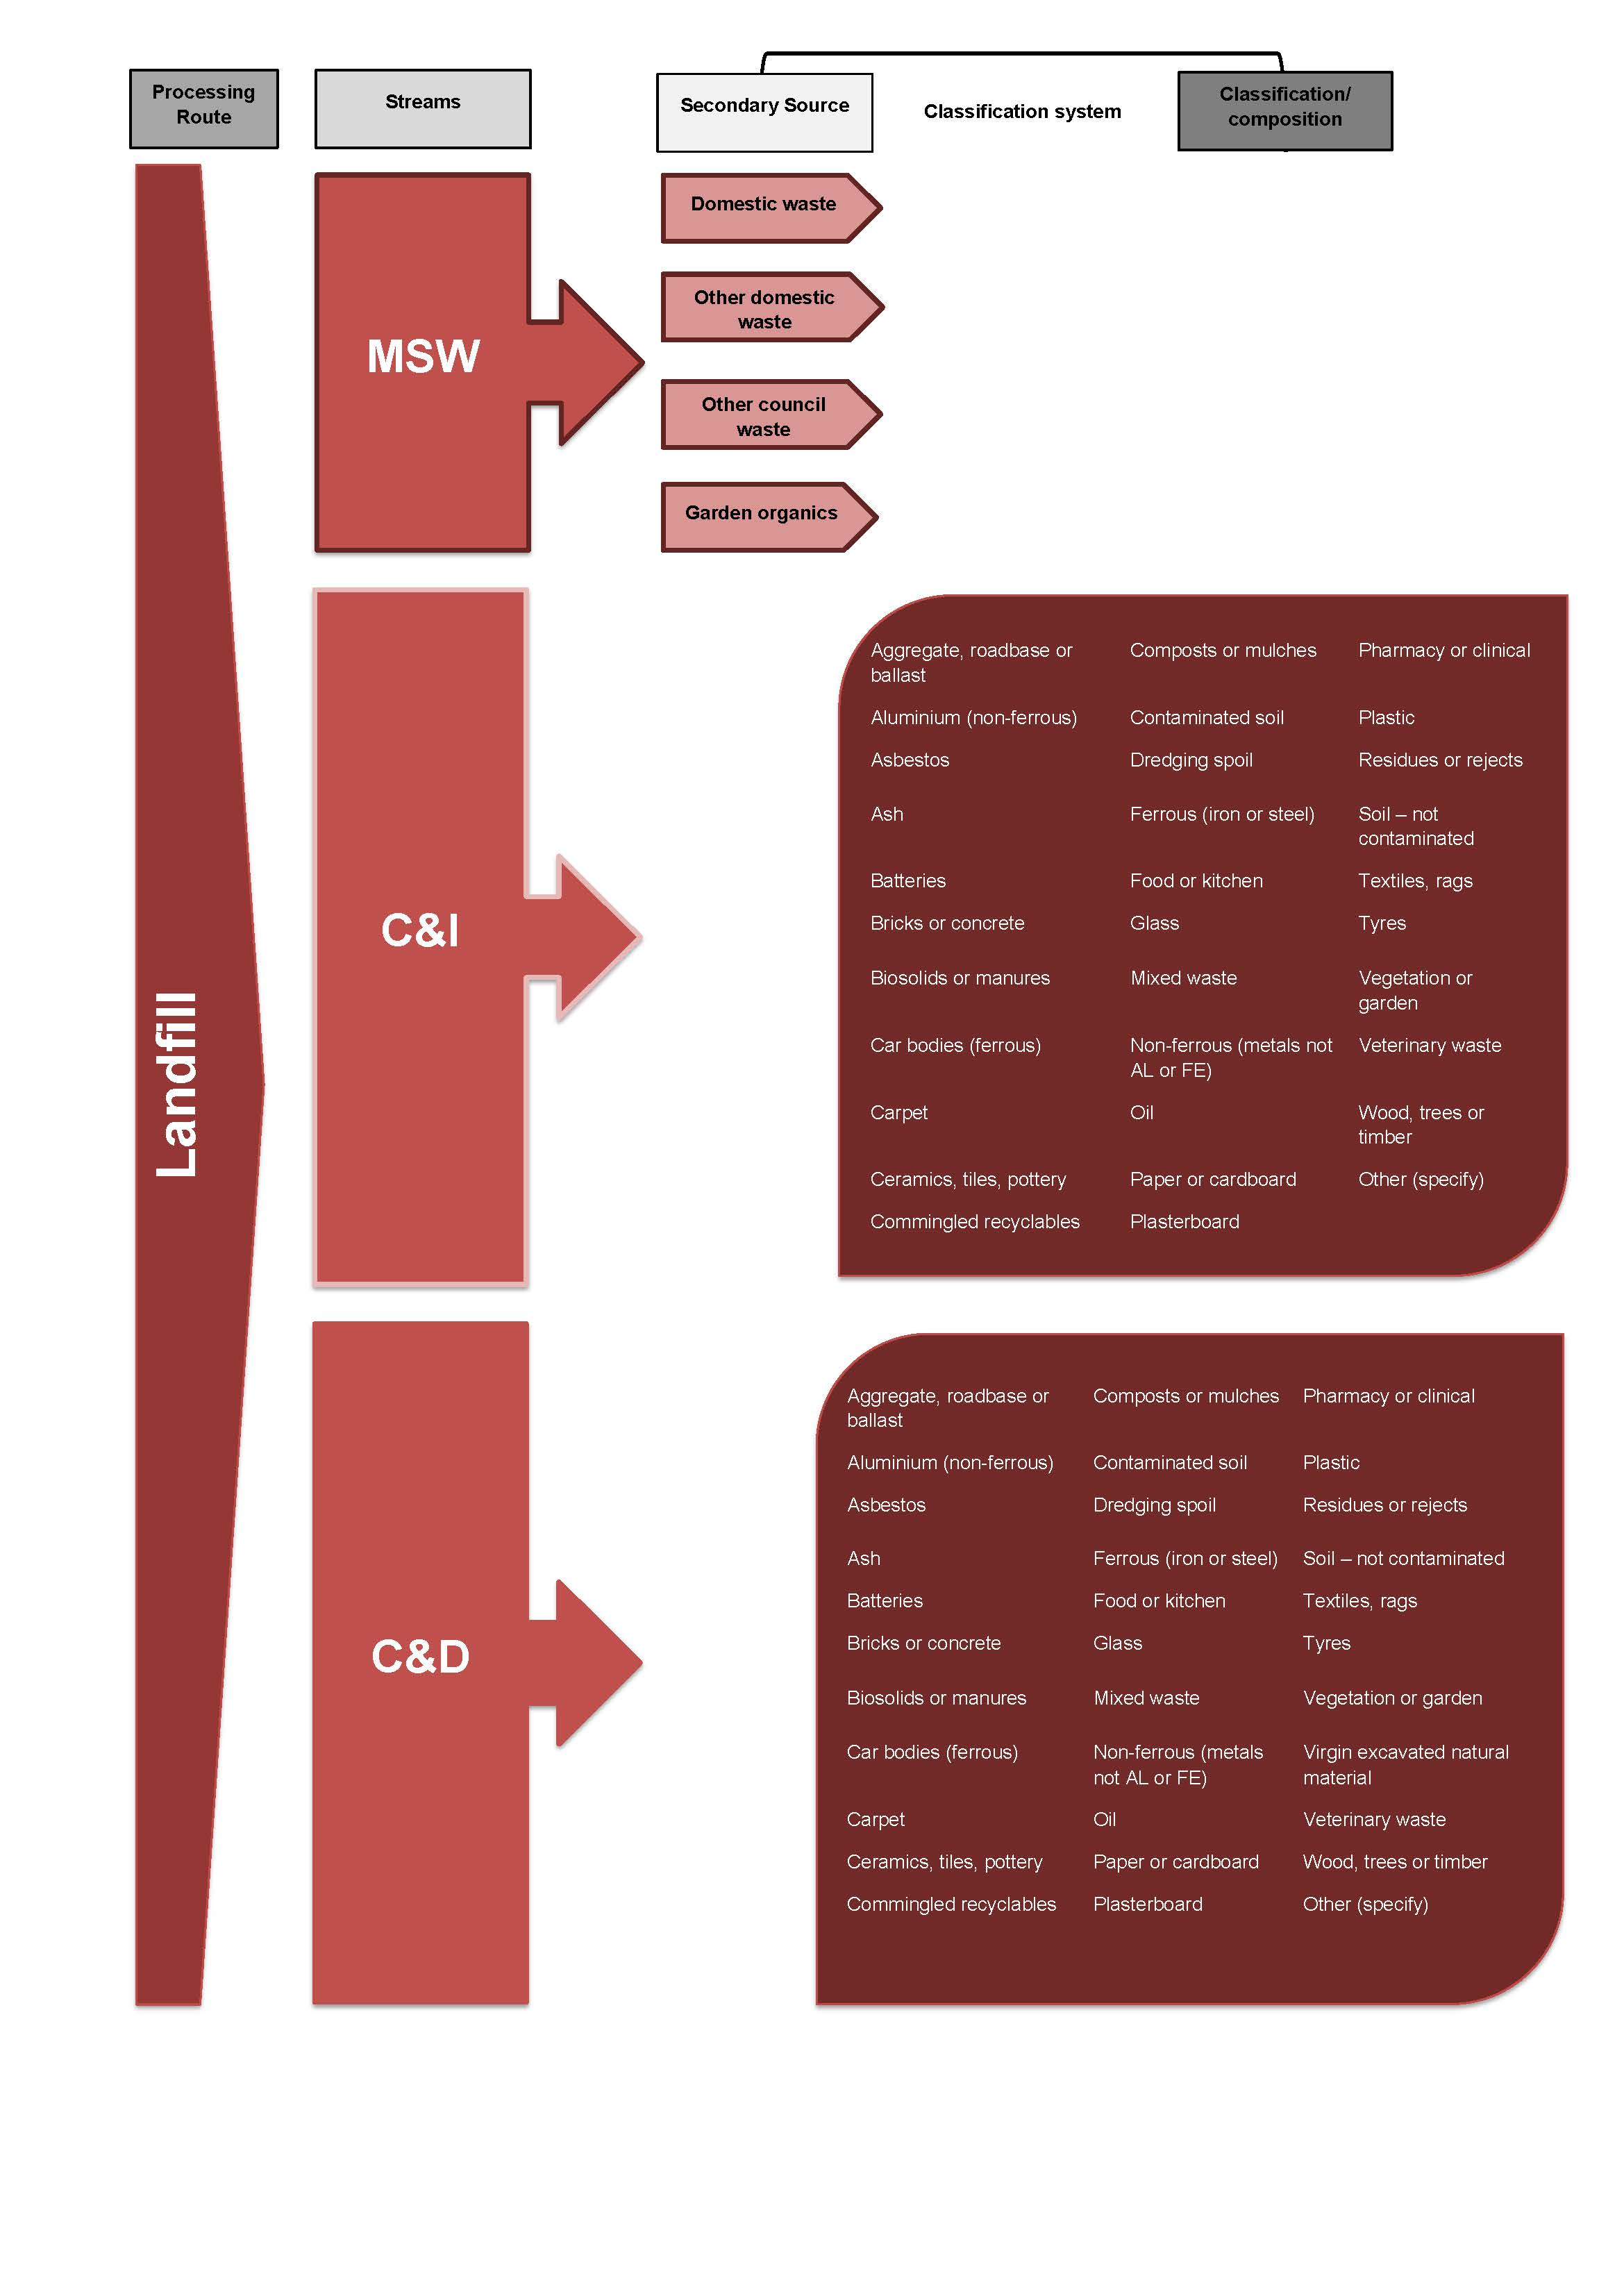 Processing
Route
Streams
Secondary Source
Classification system
Classification/
composition
Landfill
MSW
Domestic waste
Other domestic
waste
Other council
waste
Garden organics
C&I
Aggregate, roadbase or
ballast
Composts or mulches
Pharmacy or clinical
Aluminium (non-ferrous)
Contaminated soil
Plastic
Asbestos
Dredging spoil
Residues or rejects
Ash
Ferrous (iron or steel)
Soil – not
contaminated
Batteries
Food or kitchen
Textiles, rags
Bricks or concrete
Glass
Tyres
Biosolids or manures
Mixed waste
Vegetation or
garden
Car bodies (ferrous)
Non-ferrous (metals not
AL or FE)
Veterinary waste
Carpet
Oil
Wood, trees or
timber
Ceramics, tiles, pottery
Paper or cardboard
Other (specify)
Commingled recyclables
Plasterboard
C&D
Aggregate, roadbase or
ballast
Composts or mulches
Pharmacy or clinical
Aluminium (non-ferrous)
Contaminated soil
Plastic
Asbestos
Dredging spoil
Residues or rejects
Ash
Ferrous (iron or steel)
Soil – not contaminated
Batteries
Food or kitchen
Textiles, rags
Bricks or concrete
Glass
Tyres
Biosolids or manures
Mixed waste
Vegetation or garden
Car bodies (ferrous)
Non-ferrous (metals
not AL or FE)
Virgin excavated natural
material
Carpet
Oil
Veterinary waste
Ceramics, tiles, pottery
Paper or cardboard
Wood, trees or timber
Commingled recyclables
Plasterboard
Other (specify)